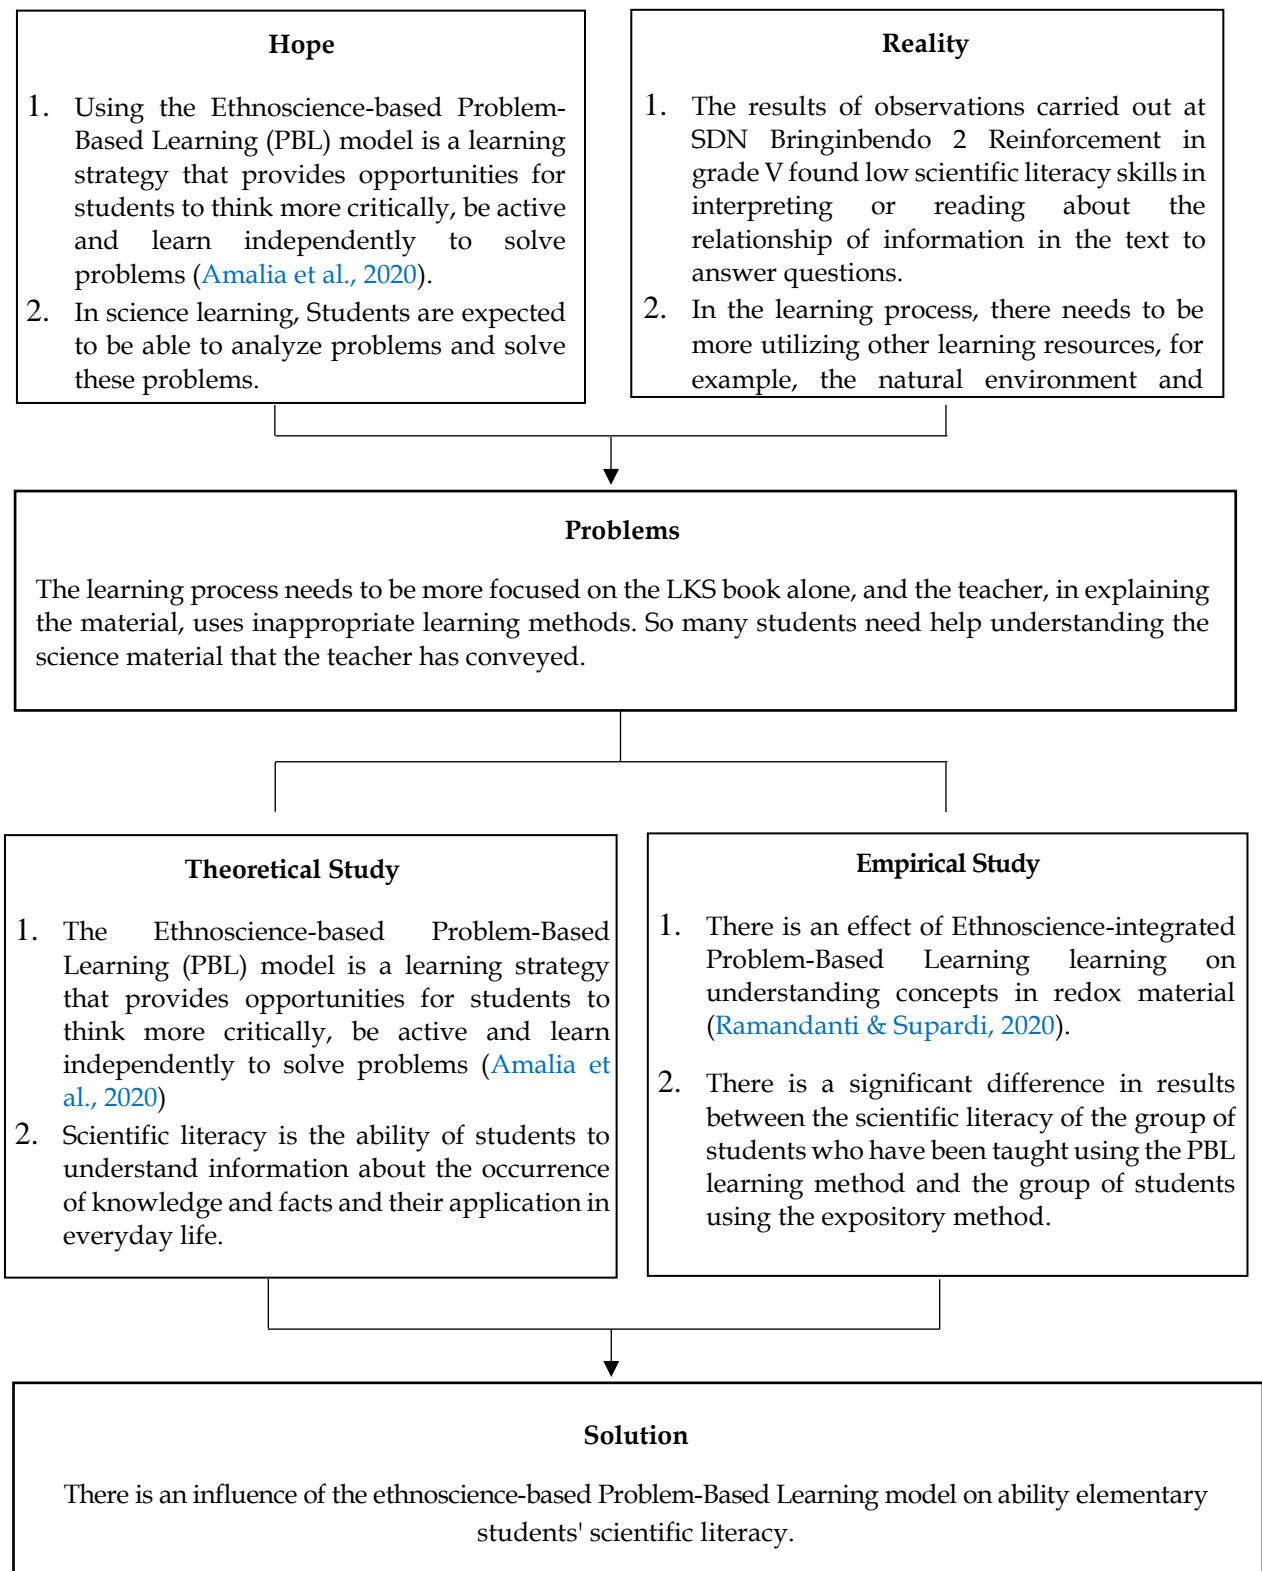 Hope
1. Using the Ethnoscience-based Problem-
Based Learning (PBL) model is a learning
strategy that provides opportunities for
students to think more critically, be active
and learn independently to solve
problems (Amalia et al., 2020).
2. In science learning, Students are expected
to be able to analyze problems and solve
these problems.
Reality
1. The results of observations carried out at
SDN Bringinbendo 2 Reinforcement in
grade V found low scientific literacy skills in
interpreting or reading about the
relationship of information in the text to
answer questions.
2. In the learning process, there needs to be
more utilizing other learning resources, for
example, the natural environment and
Problems
The learning process needs to be more focused on the LKS book alone, and the teacher, in explaining
the material, uses inappropriate learning methods. So many students need help understanding the
science material that the teacher has conveyed.
Theoretical Study
1. The Ethnoscience-based Problem-Based
Learning (PBL) model is a learning strategy
that provides opportunities for students to
think more critically, be active and learn
independently to solve problems (Amalia et
al., 2020)
2. Scientific literacy is the ability of students to
understand information about the occurrence
of knowledge and facts and their application in
everyday life.
Empirical Study
1. There is an effect of Ethnoscience-integrated
Problem-Based Learning learning on
understanding concepts in redox material
(Ramandanti & Supardi, 2020).
2. There is a significant difference in results
between the scientific literacy of the group of
students who have been taught using the PBL
learning method and the group of students
using the expository method.
Solution
There is an influence of the ethnoscience-based Problem-Based Learning model on ability elementary
students' scientific literacy.